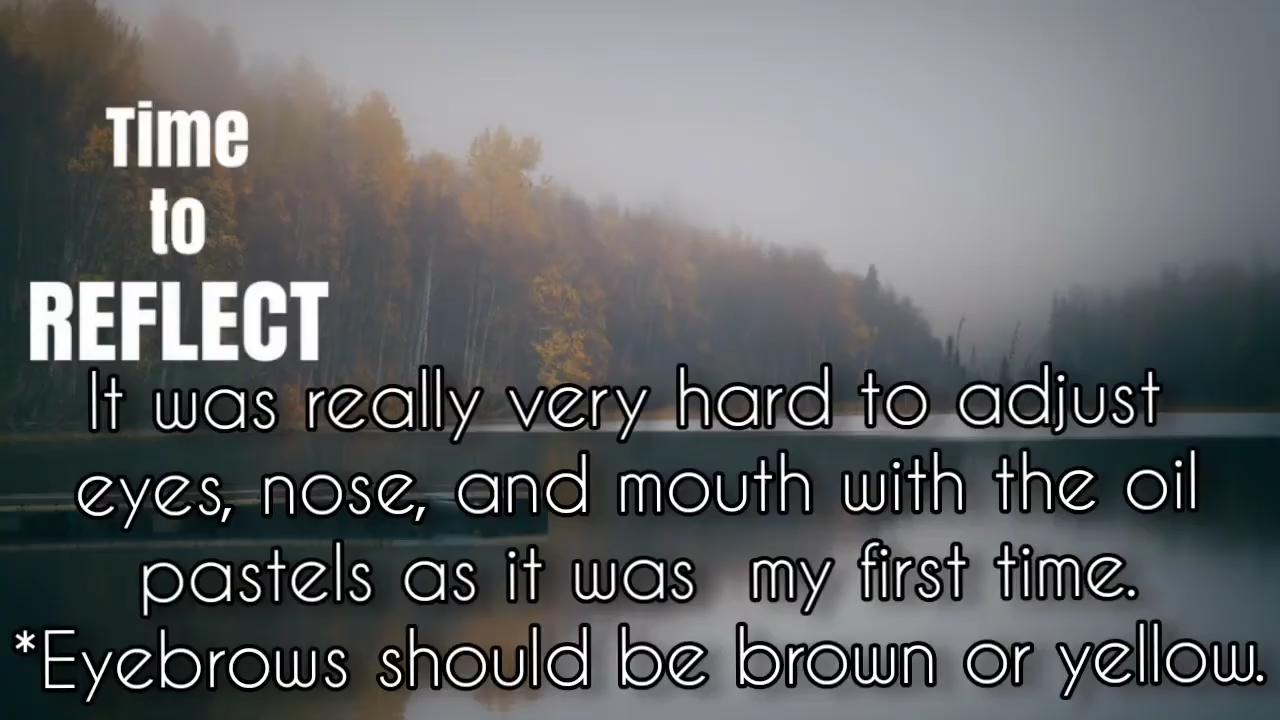 Time
to
REFLECT
It was really very hard to adjust
eyes, nose, and mouth with the oil
pastels as it was my first time.
*Eyebrows should be brown or yellow.